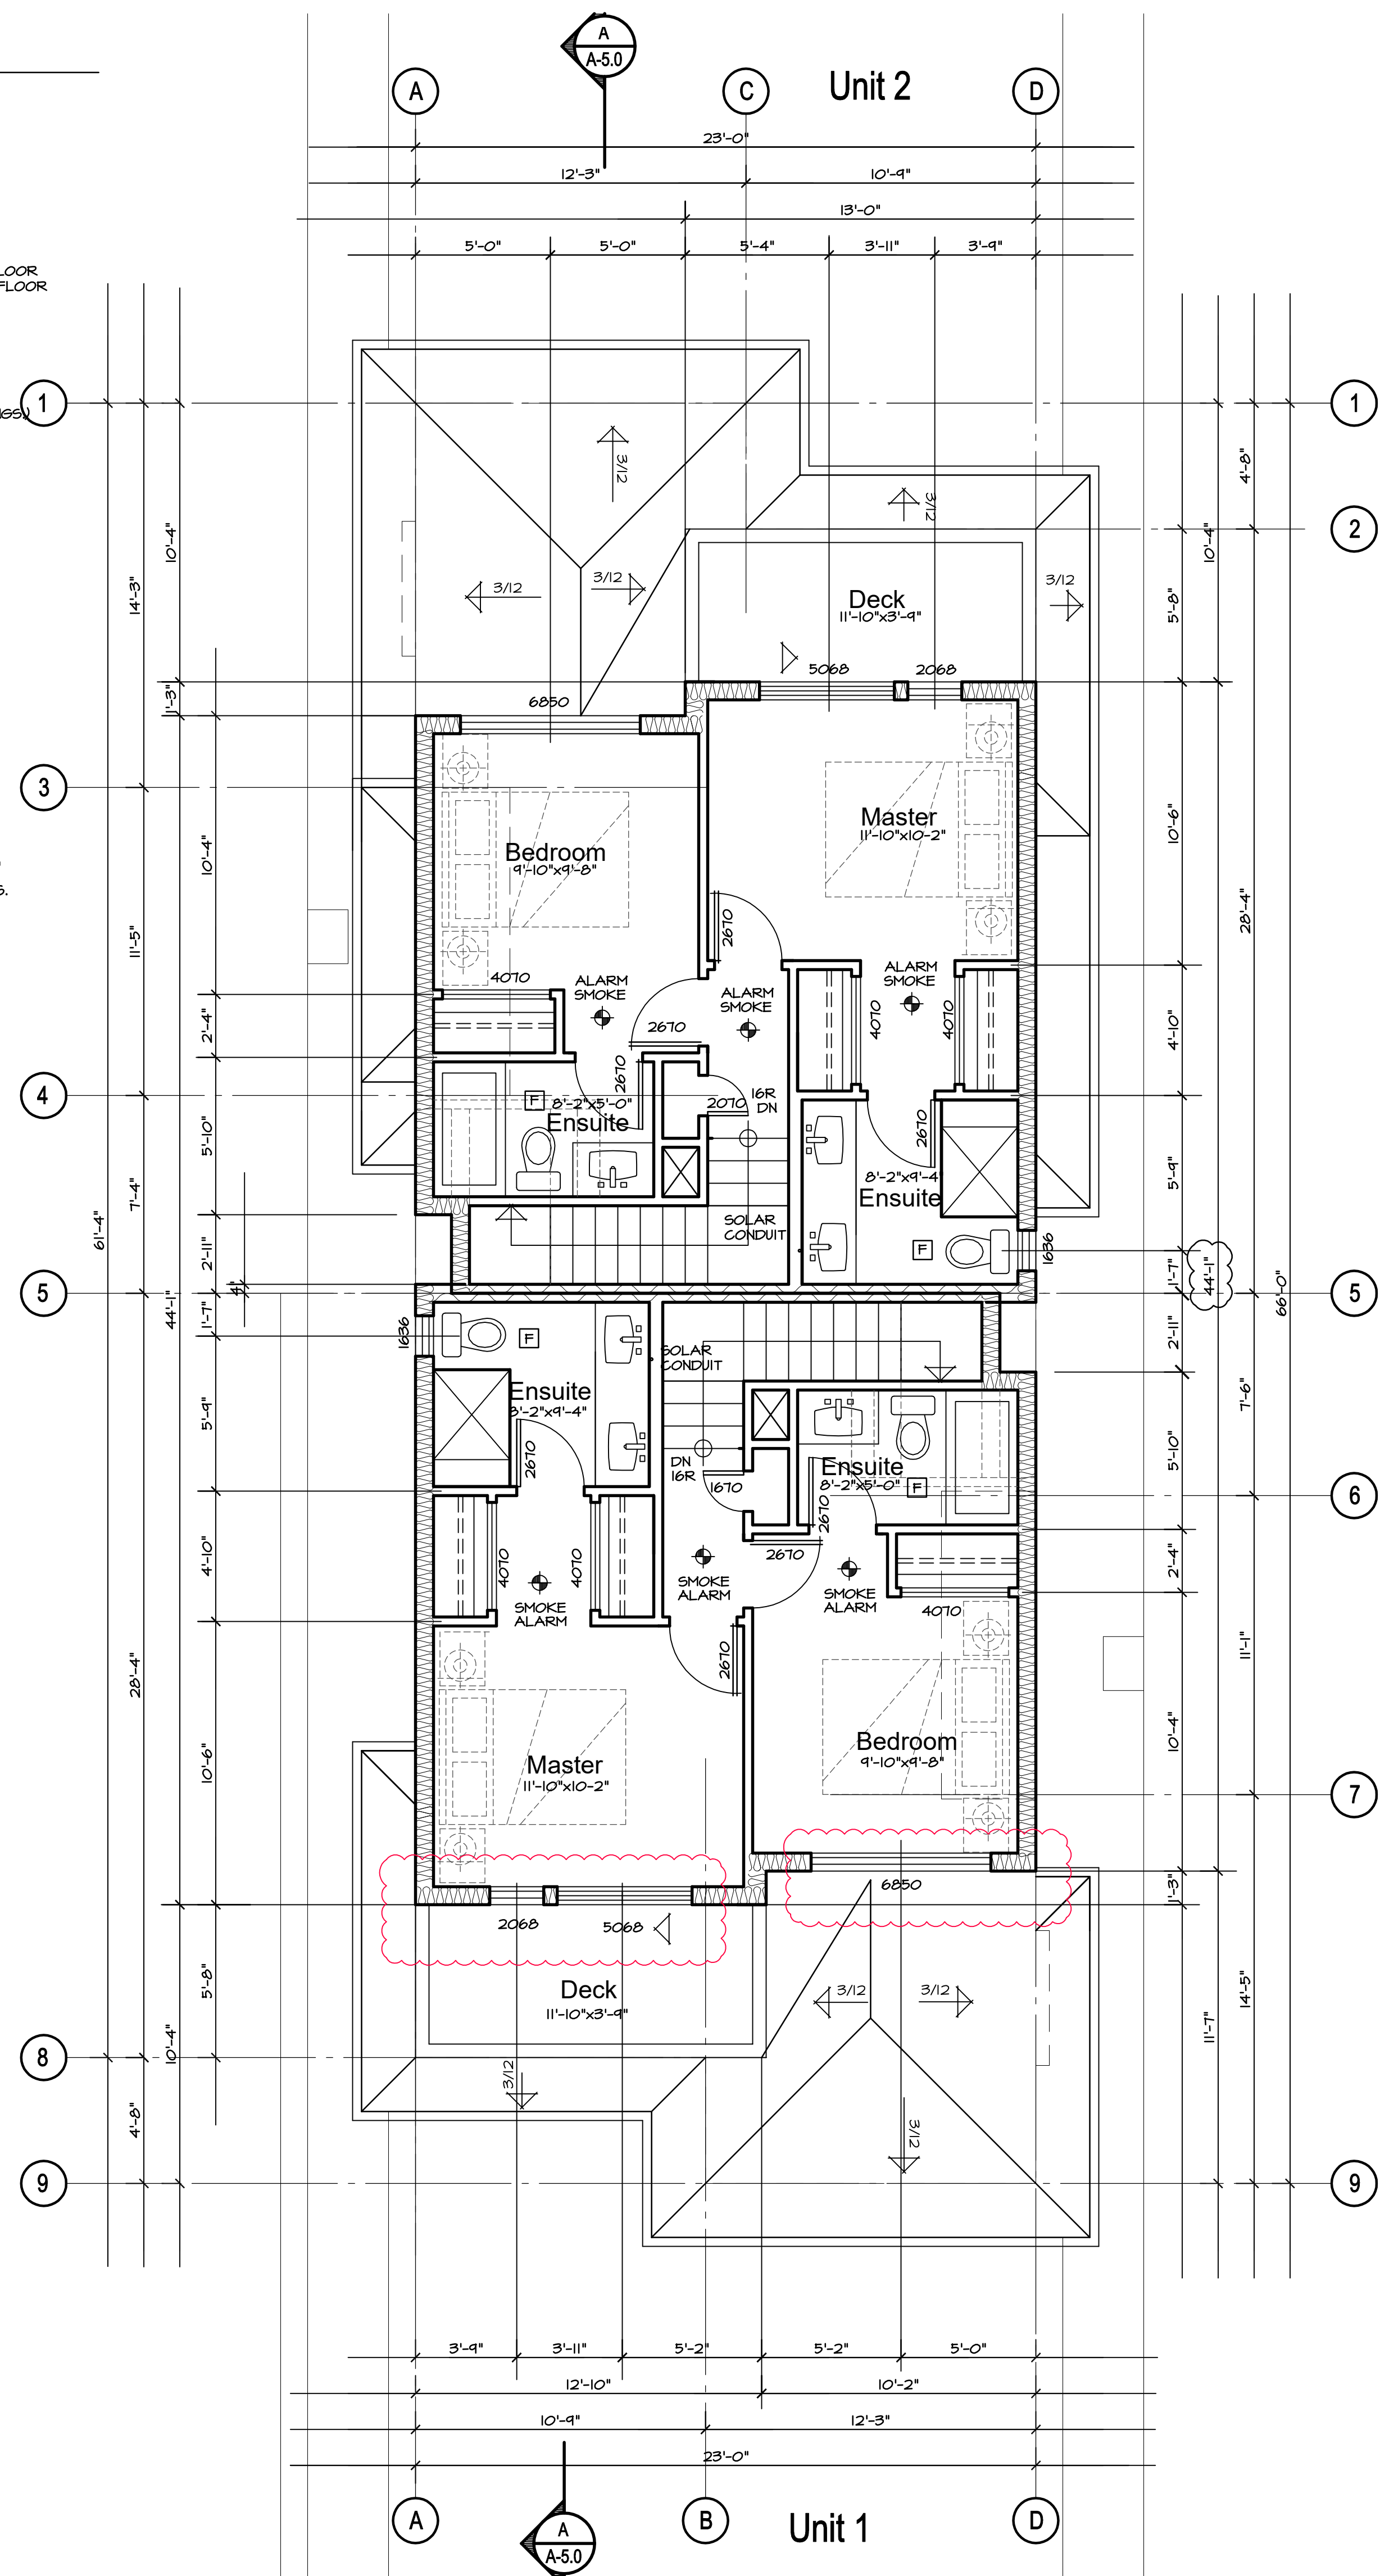 A
A-5.0
Unit 2
A
C
D
23'-0"
12'-3"
10'-9"
13'-0"
5'-0"
5'-0"
5'-4"
3'-11"
3'-9"
LOOR
FLOOR
1
1
2
3
4
5
5
6
7
8
9
9
4'-8"
10'-4"
10'-4"
14'-3"
1'-3"
3/12
3/12
3/12
3/12
3/12
5'-8"
Deck
11'-10"x3'-9"
5068
2068
6850
Bedroom
9'-10"x9'-8"
Master
11'-10"x10-2"
10'-6"
10'-4"
11'-5"
28'-4"
2670
4070
ALARM
SMOKE
ALARM
SMOKE
ALARM
SMOKE
2670
4070
4070
2'-4"
4'-10"
2670
F
8'-2"x5'-0"
Ensuite
2070
16R
DN
2670
8'-2"x9'-4"
Ensuite
5'-10"
7'-4"
5'-9"
61'-4"
SOLAR
CONDUIT
F
1636
2'-11"
4"
1'-7"
1'-7"
44'-1"
44'-1"
66'-0"
1636
F
SOLAR
CONDUIT
2'-11"
Ensuite
8'-2"x9'-4"
7'-6"
5'-9"
2670
DN
16R
1670
Ensuite
8'-2"x5'-0"
F
2670
5'-10"
4070
4070
2670
SMOKE
ALARM
SMOKE
ALARM
SMOKE
ALARM
4070
4'-10"
2'-4"
2670
28'-4"
11'-1"
10'-6"
10'-4"
Master
11'-10"x10-2"
Bedroom
9'-10"x9'-8"
6850
1'-3"
2068
5068
Deck
11'-10"x3'-9"
5'-8"
10'-4"
4'-8"
3/12
3/12
3/12
3/12
14'-5"
11'-7"
3'-9"
3'-11"
5'-2"
5'-2"
5'-0"
12'-10"
10'-2"
10'-9"
12'-3"
23'-0"
A
B
D
Unit 1
A
A-5.0